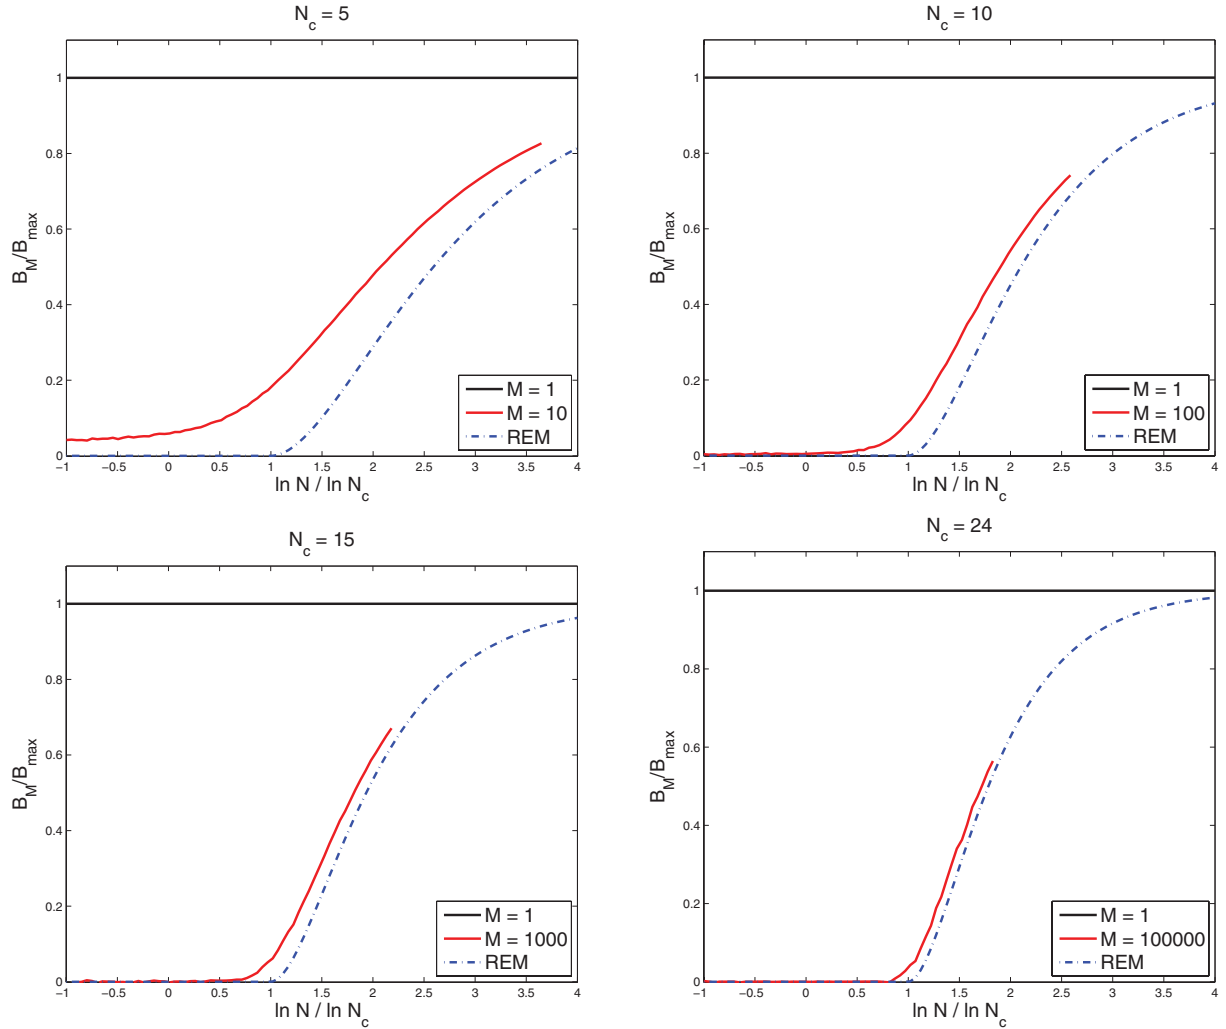 N_c = 5
B_M/B_max
1
0.8
0.6
0.4
0.2
0
-1 -0.5 0 0.5 1 1.5 2 2.5 3 3.5 4
ln N / ln N_c
M = 1
M = 10
REM
N_c = 10
B_M/B_max
1
0.8
0.6
0.4
0.2
0
-1 -0.5 0 0.5 1 1.5 2 2.5 3 3.5 4
ln N / ln N_c
M = 1
M = 100
REM
N_c = 15
B_M/B_max
1
0.8
0.6
0.4
0.2
0
-1 -0.5 0 0.5 1 1.5 2 2.5 3 3.5 4
ln N / ln N_c
M = 1
M = 1000
REM
N_c = 24
B_M/B_max
1
0.8
0.6
0.4
0.2
0
-1 -0.5 0 0.5 1 1.5 2 2.5 3 3.5 4
ln N / ln N_c
M = 1
M = 100000
REM